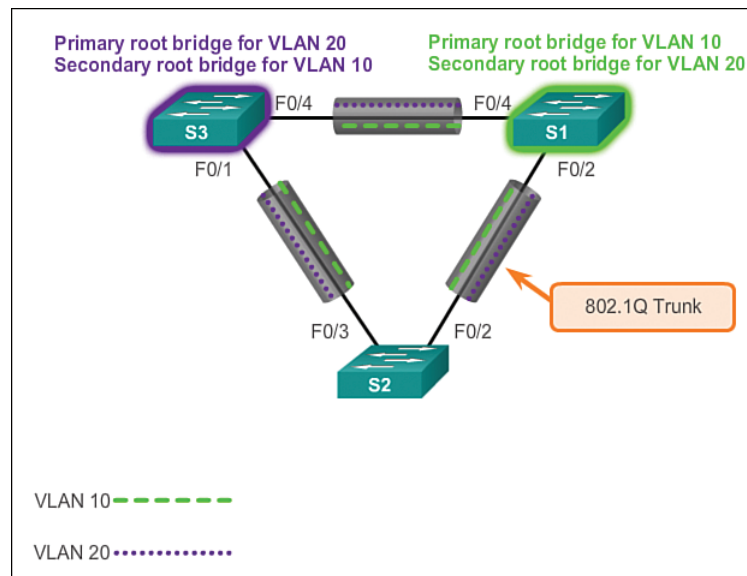 Primary root bridge for VLAN 20
Secondary root bridge for VLAN 10
Primary root bridge for VLAN 10
Secondary root bridge for VLAN 20
F0/4
F0/4
S3
S1
F0/1
F0/2
802.1Q Trunk
F0/3
F0/2
S2
VLAN 10
VLAN 20